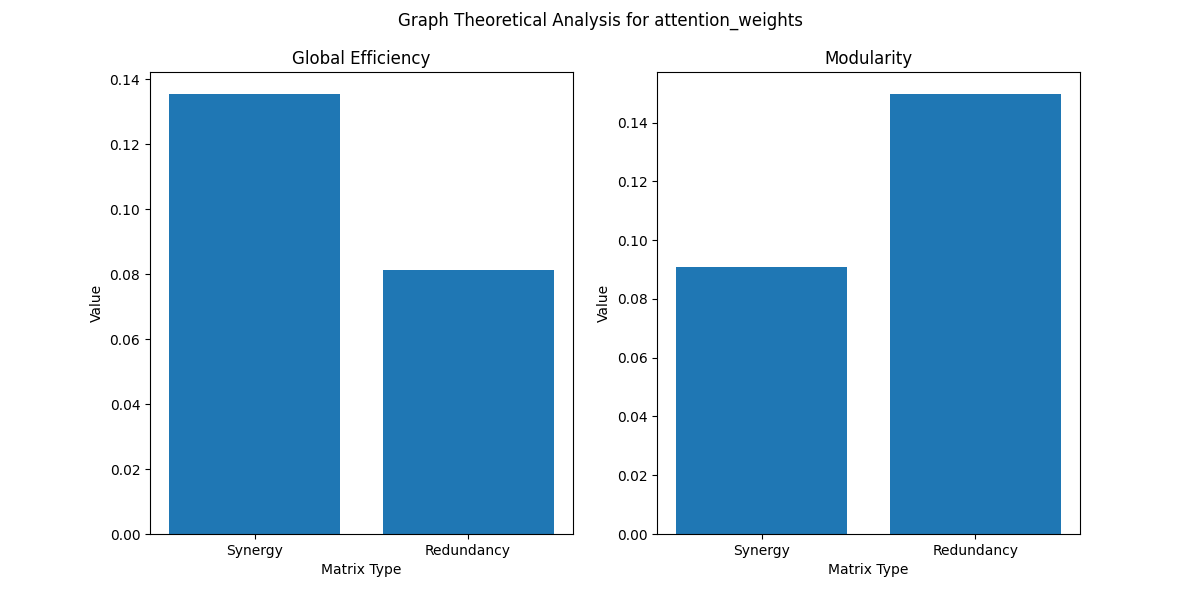 Graph Theoretical Analysis for attention_weights
Global Efficiency
0.14
0.12
0.10
0.08
0.06
0.04
0.02
0.00
Value
Synergy
Redundancy
Matrix Type
Modularity
0.14
0.12
0.10
0.08
0.06
0.04
0.02
0.00
Value
Synergy
Redundancy
Matrix Type